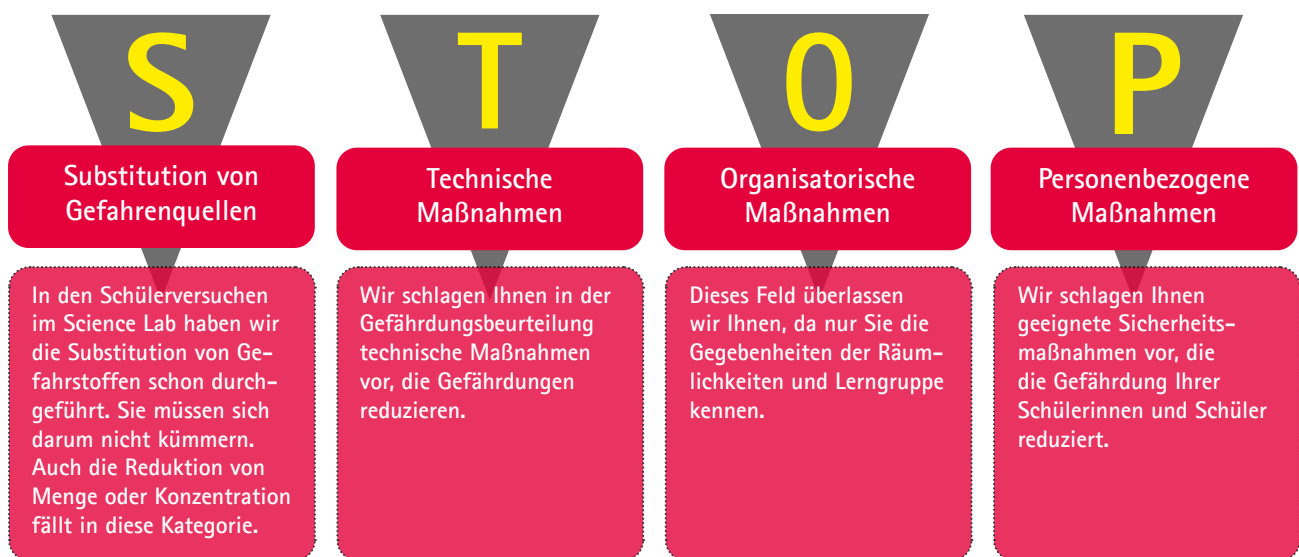 S
Substitution von
Gefahrenquellen
In den Schülerversuchen
im Science Lab haben wir
die Substitution von Ge-
fahrstoffen schon durch-
geführt. Sie müssen sich
darum nicht kümmern.
Auch die Reduktion von
Menge oder Konzentration
fällt in diese Kategorie.
T
Technische
Maßnahmen
Wir schlagen Ihnen in der
Gefährdungsbeurteilung
technische Maßnahmen
vor, die Gefährdungen
reduzieren.
O
Organisatorische
Maßnahmen
Dieses Feld überlassen
wir Ihnen, da nur Sie die
Gegebenheiten der Räum-
lichkeiten und Lerngruppe
kennen.
P
Personenbezogene
Maßnahmen
Wir schlagen Ihnen
geeignete Sicherheits-
maßnahmen vor, die
die Gefährdung Ihrer
Schülerinnen und Schüler
reduziert.